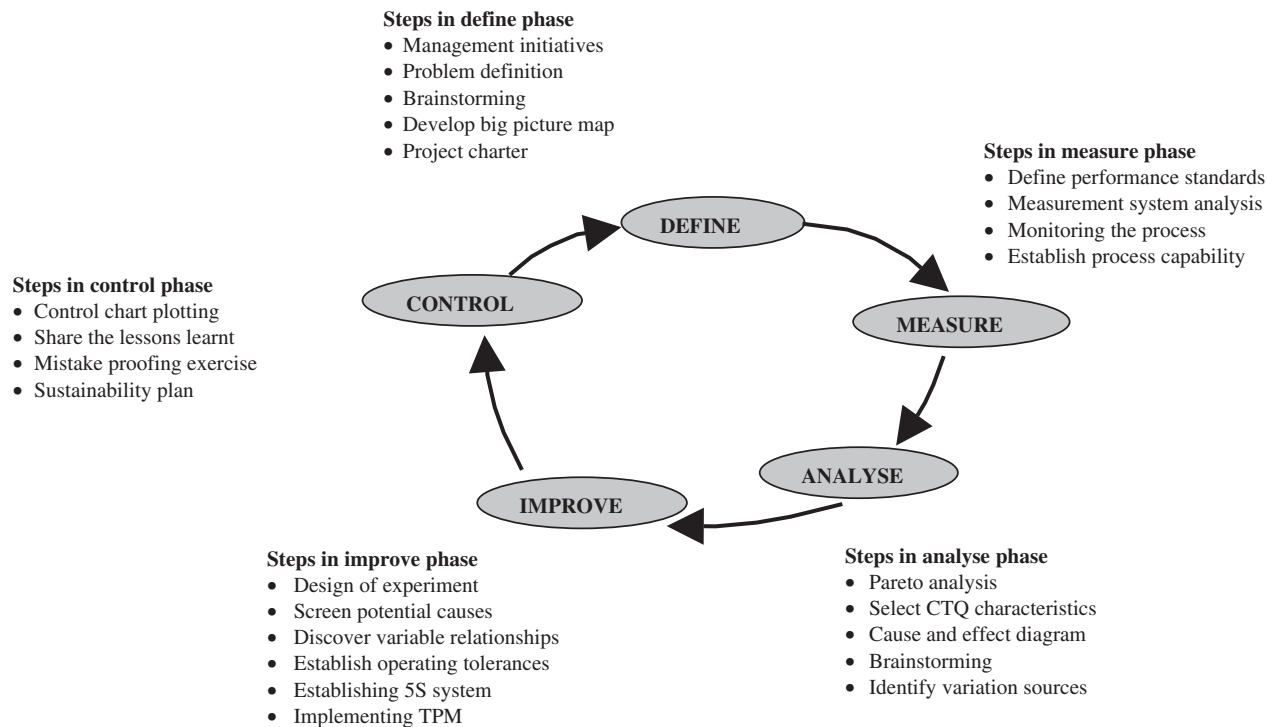 Steps in define phase
• Management initiatives
• Problem definition
• Brainstorming
• Develop big picture map
• Project charter
Steps in measure phase
• Define performance standards
• Measurement system analysis
• Monitoring the process
• Establish process capability
DEFINE
Steps in control phase
• Control chart plotting
• Share the lessons learnt
• Mistake proofing exercise
• Sustainability plan
CONTROL
MEASURE
ANALYSE
IMPROVE
Steps in improve phase
• Design of experiment
• Screen potential causes
• Discover variable relationships
• Establish operating tolerances
• Establishing 5S system
• Implementing TPM
Steps in analyse phase
• Pareto analysis
• Select CTQ characteristics
• Cause and effect diagram
• Brainstorming
• Identify variation sources